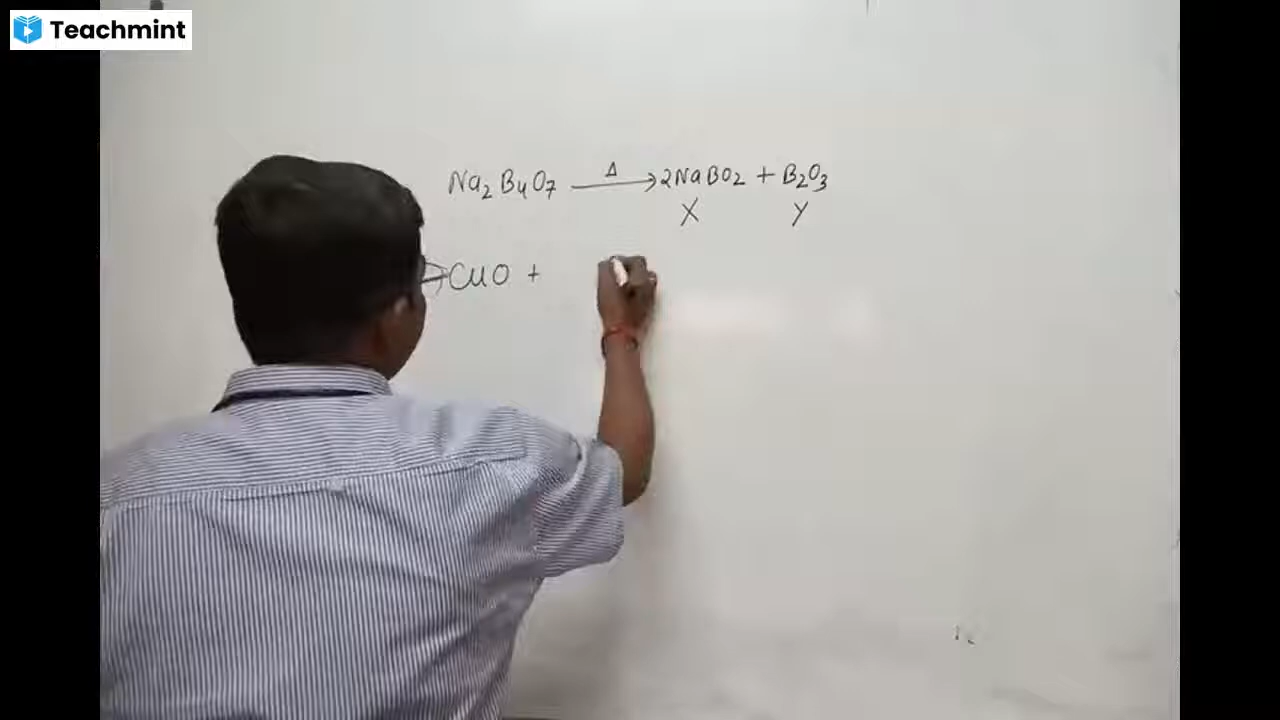 Teachmint
Na2B4O7 —Δ→ 2NaBO2 + B2O3
X Y
⇒ CuO +